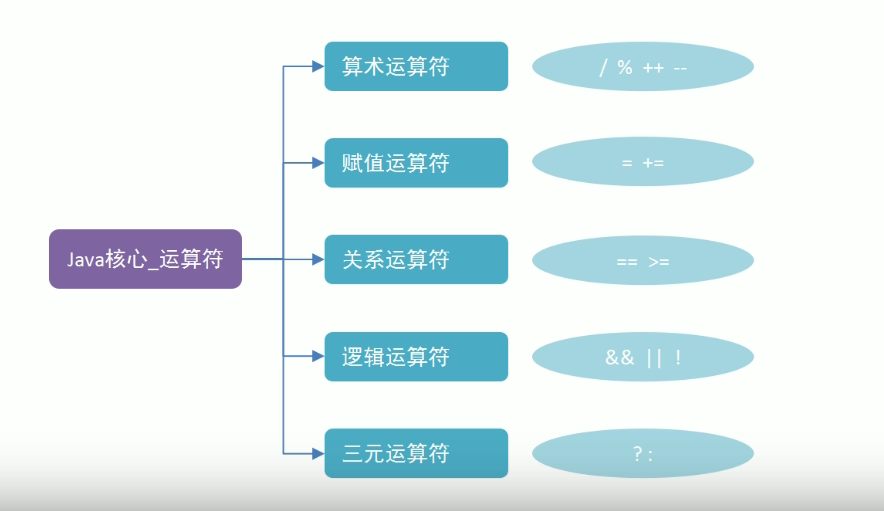 算术运算符
/ % ++ --
赋值运算符
= +=
Java核心_运算符
关系运算符
== >=
逻辑运算符
&& || !
三元运算符
? :